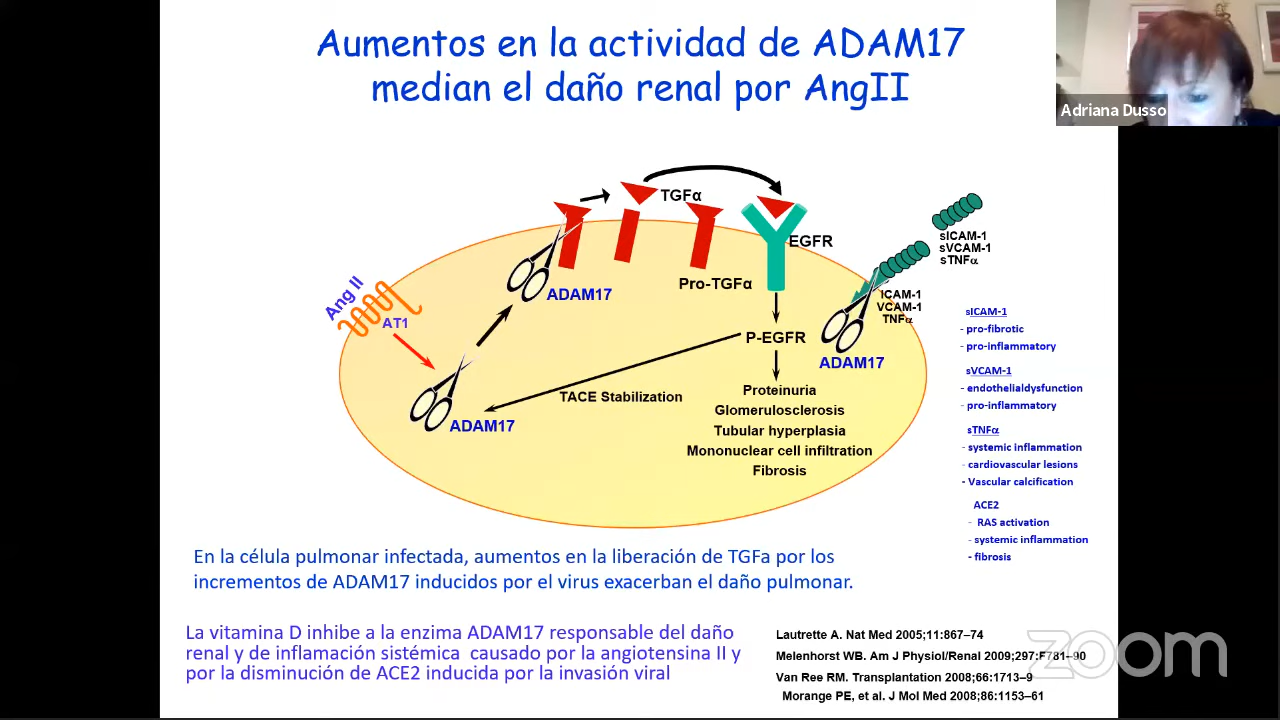 Aumentos en la actividad de ADAM17
median el daño renal por AngII
Adriana Dusso
TGFα
EGFR
sICAM-1
sVCAM-1
sTNFα
Pro-TGFα
ADAM17
ICAM-1
VCAM-1
TNFα
Ang II
AT1
P-EGFR
ADAM17
TACE Stabilization
ADAM17
Proteinuria
Glomerulosclerosis
Tubular hyperplasia
Mononuclear cell infiltration
Fibrosis
sICAM-1
- pro-fibrotic
- pro-inflammatory
sVCAM-1
- endothelialdysfunction
- pro-inflammatory
sTNFα
- systemic inflammation
- cardiovascular lesions
- Vascular calcification
ACE2
- RAS activation
- systemic inflammation
- fibrosis
En la célula pulmonar infectada, aumentos en la liberación de TGFa por los
incrementos de ADAM17 inducidos por el virus exacerban el daño pulmonar.
La vitamina D inhibe a la enzima ADAM17 responsable del daño
renal y de inflamación sistémica causado por la angiotensina II y
por la disminución de ACE2 inducida por la invasión viral
Lautrette A. Nat Med 2005;11:867–74
Melenhorst WB. Am J Physiol/Renal 2009;297:F781–90
Van Ree RM. Transplantation 2008;66:1713–9
Morange PE, et al. J Mol Med 2008;86:1153–61
zoom